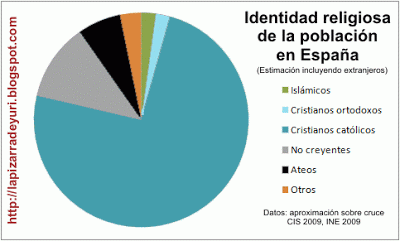 Identidad religiosa
de la población
en España
(Estimación incluyendo extranjeros)
Islámicos
Cristianos ortodoxos
Cristianos católicos
No creyentes
Ateos
Otros
Datos: aproximación sobre cruce
CIS 2009, INE 2009
http://lapizarradeyuri.blogspot.com